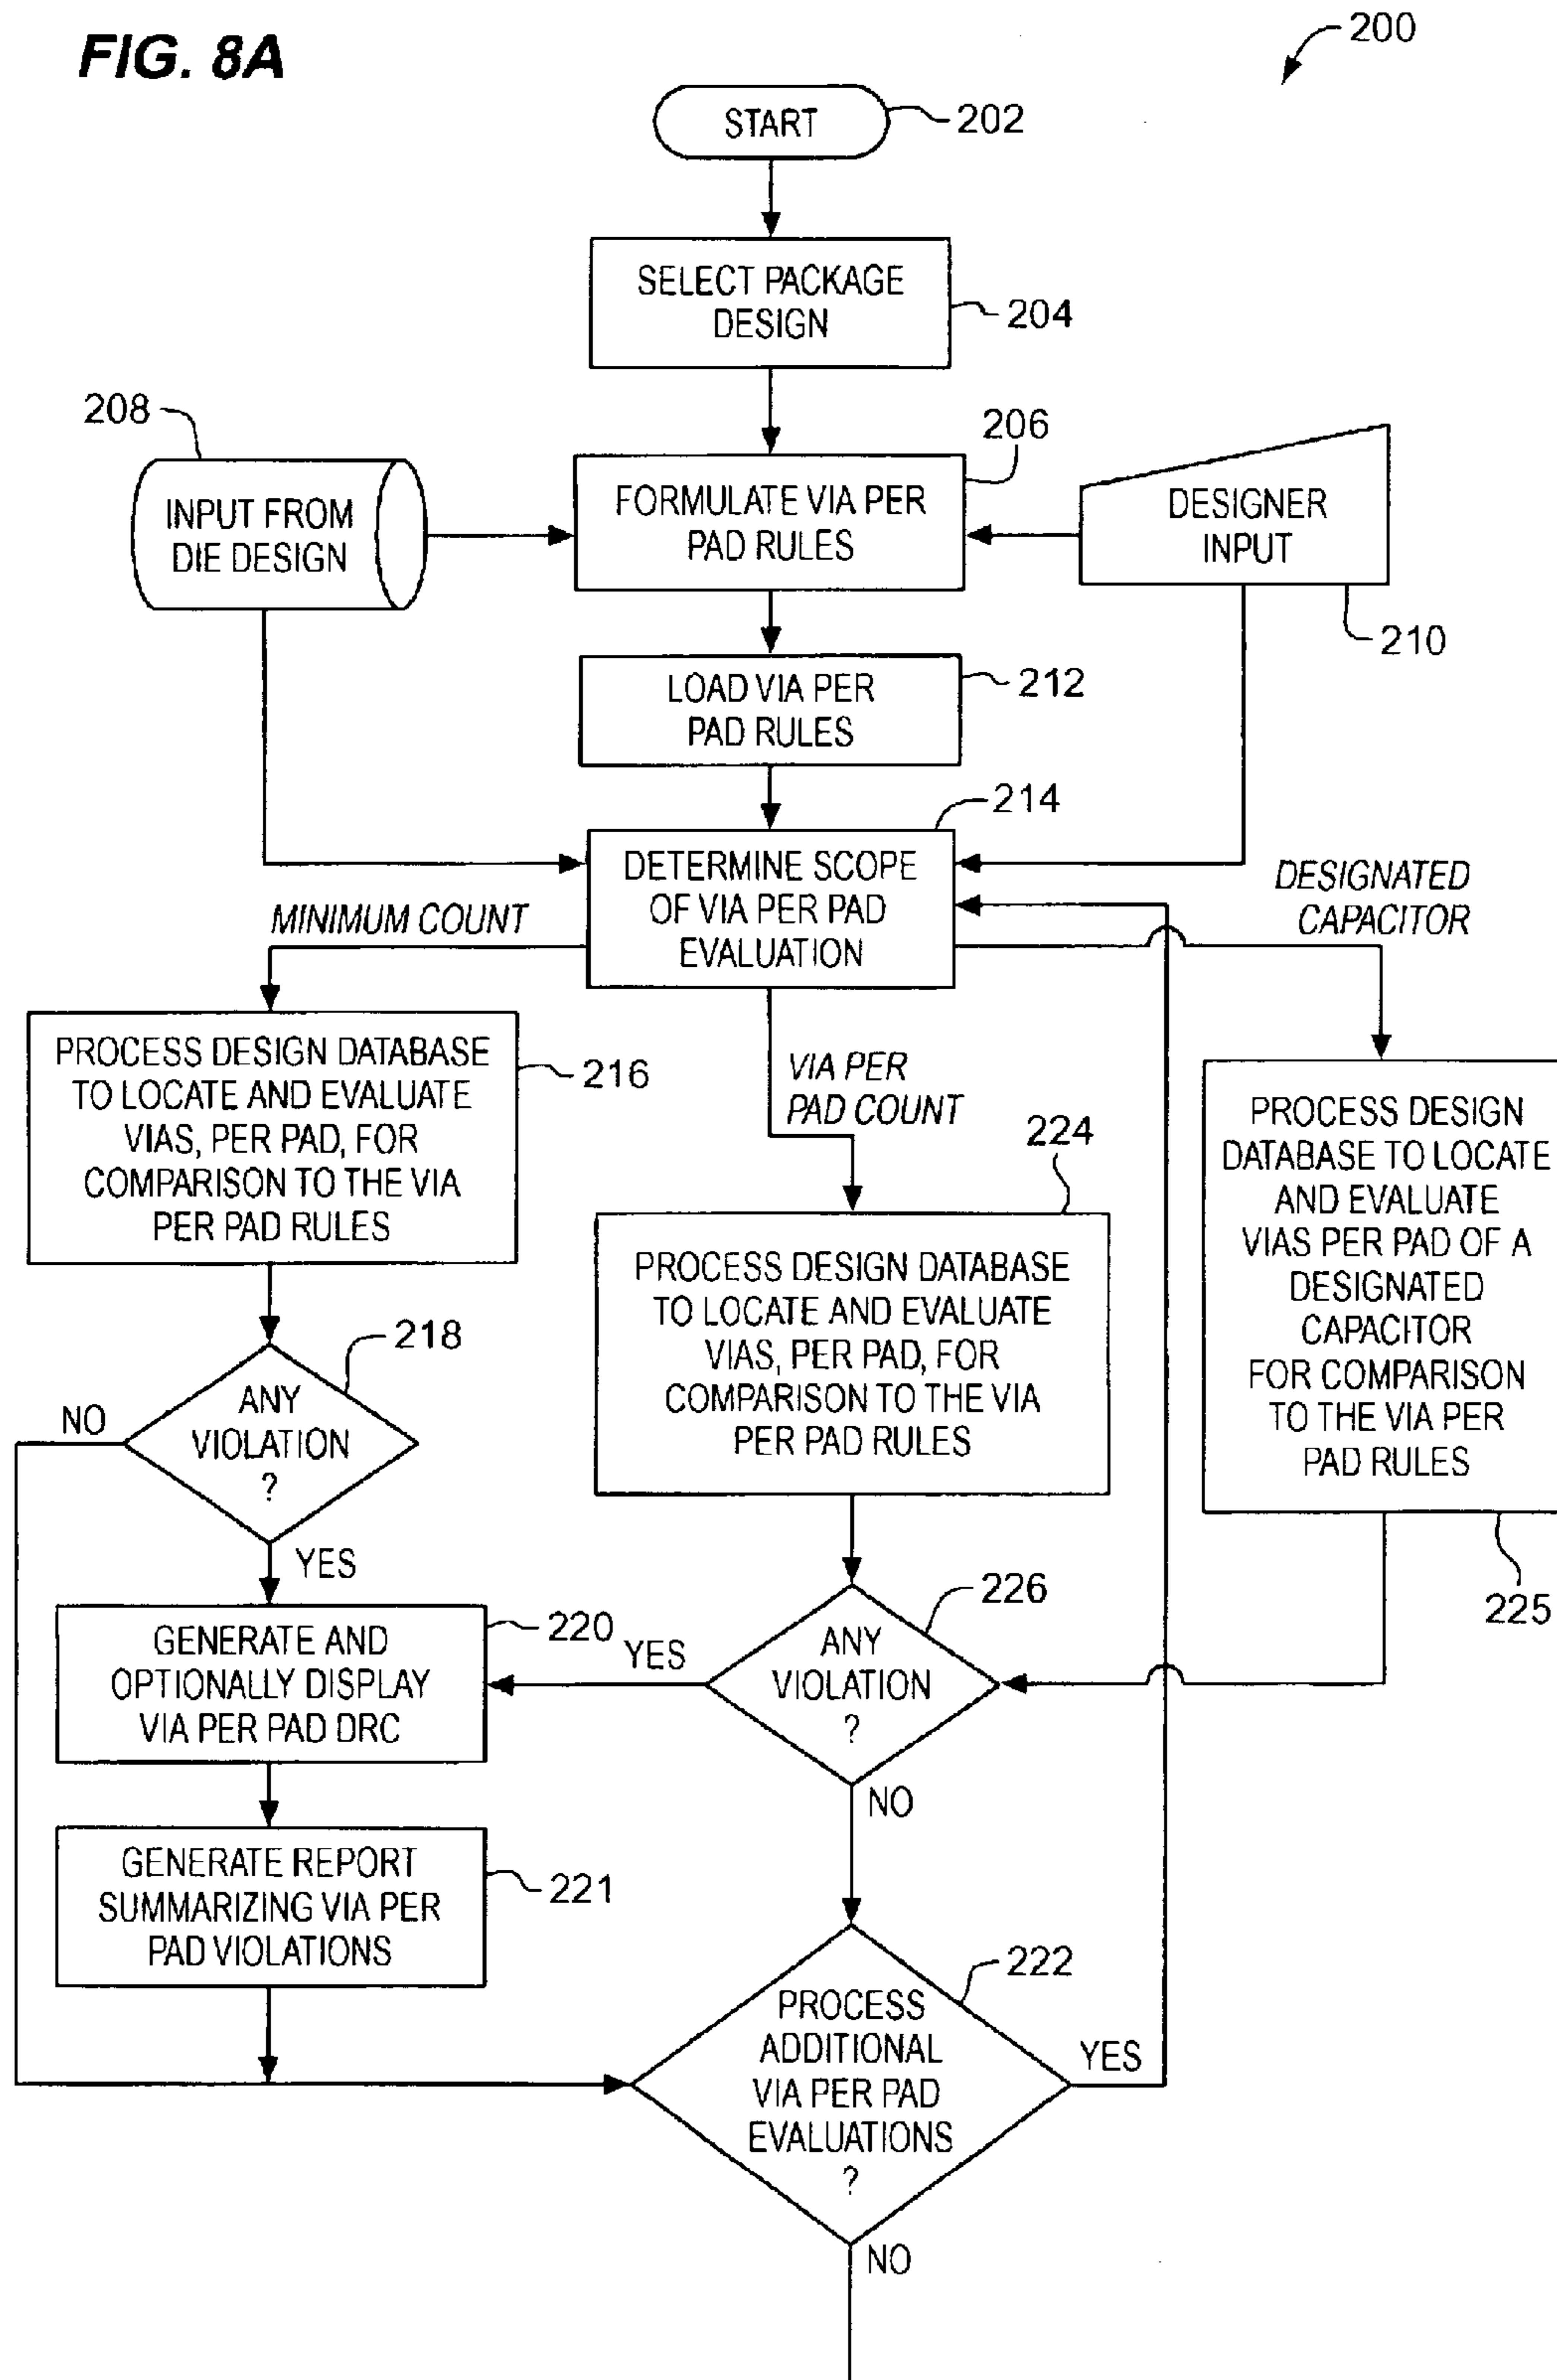 FIG. 8A
200
START
202
SELECT PACKAGE
DESIGN
204
208
206
INPUT FROM
DIE DESIGN
FORMULATE VIA PER
PAD RULES
DESIGNER
INPUT
210
LOAD VIA PER
PAD RULES
212
214
DETERMINE SCOPE
OF VIA PER PAD
EVALUATION
MINIMUM COUNT
DESIGNATED
CAPACITOR
VIA PER
PAD COUNT
PROCESS DESIGN DATABASE
TO LOCATE AND EVALUATE
VIAS, PER PAD, FOR
COMPARISON TO THE VIA
PER PAD RULES
216
224
PROCESS DESIGN DATABASE
TO LOCATE AND EVALUATE
VIAS, PER PAD, FOR
COMPARISON TO THE VIA
PER PAD RULES
PROCESS DESIGN
DATABASE TO LOCATE
AND EVALUATE
VIAS PER PAD OF A
DESIGNATED
CAPACITOR
FOR COMPARISON
TO THE VIA PER
PAD RULES
225
218
ANY
VIOLATION
?
NO
YES
GENERATE AND
OPTIONALLY DISPLAY
VIA PER PAD DRC
220
YES
226
ANY
VIOLATION
?
NO
GENERATE REPORT
SUMMARIZING VIA PER
PAD VIOLATIONS
221
222
PROCESS
ADDITIONAL
VIA PER PAD
EVALUATIONS
?
YES
NO